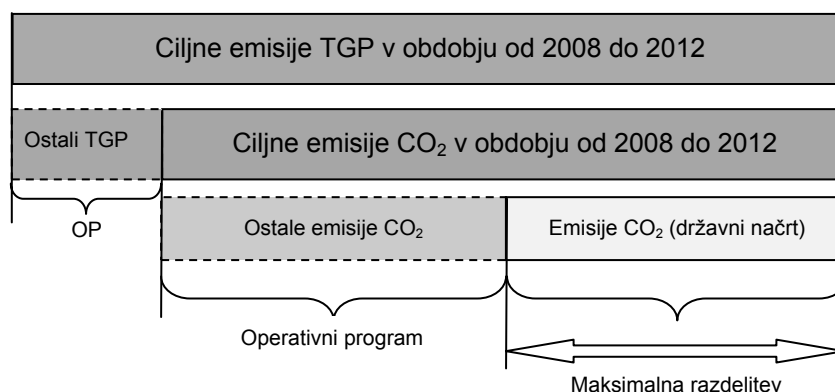 Ciljne emisije TGP v obdobju od 2008 do 2012
Ostali TGP
Ciljne emisije CO₂ v obdobju od 2008 do 2012
OP
Ostale emisije CO₂
Emisije CO₂ (državni načrt)
Operativni program
Maksimalna razdelitev